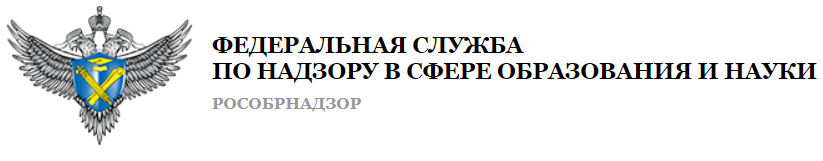 ФЕДЕРАЛЬНАЯ СЛУЖБА
ПО НАДЗОРУ В СФЕРЕ ОБРАЗОВАНИЯ И НАУКИ
РОСОБРНАДЗОР